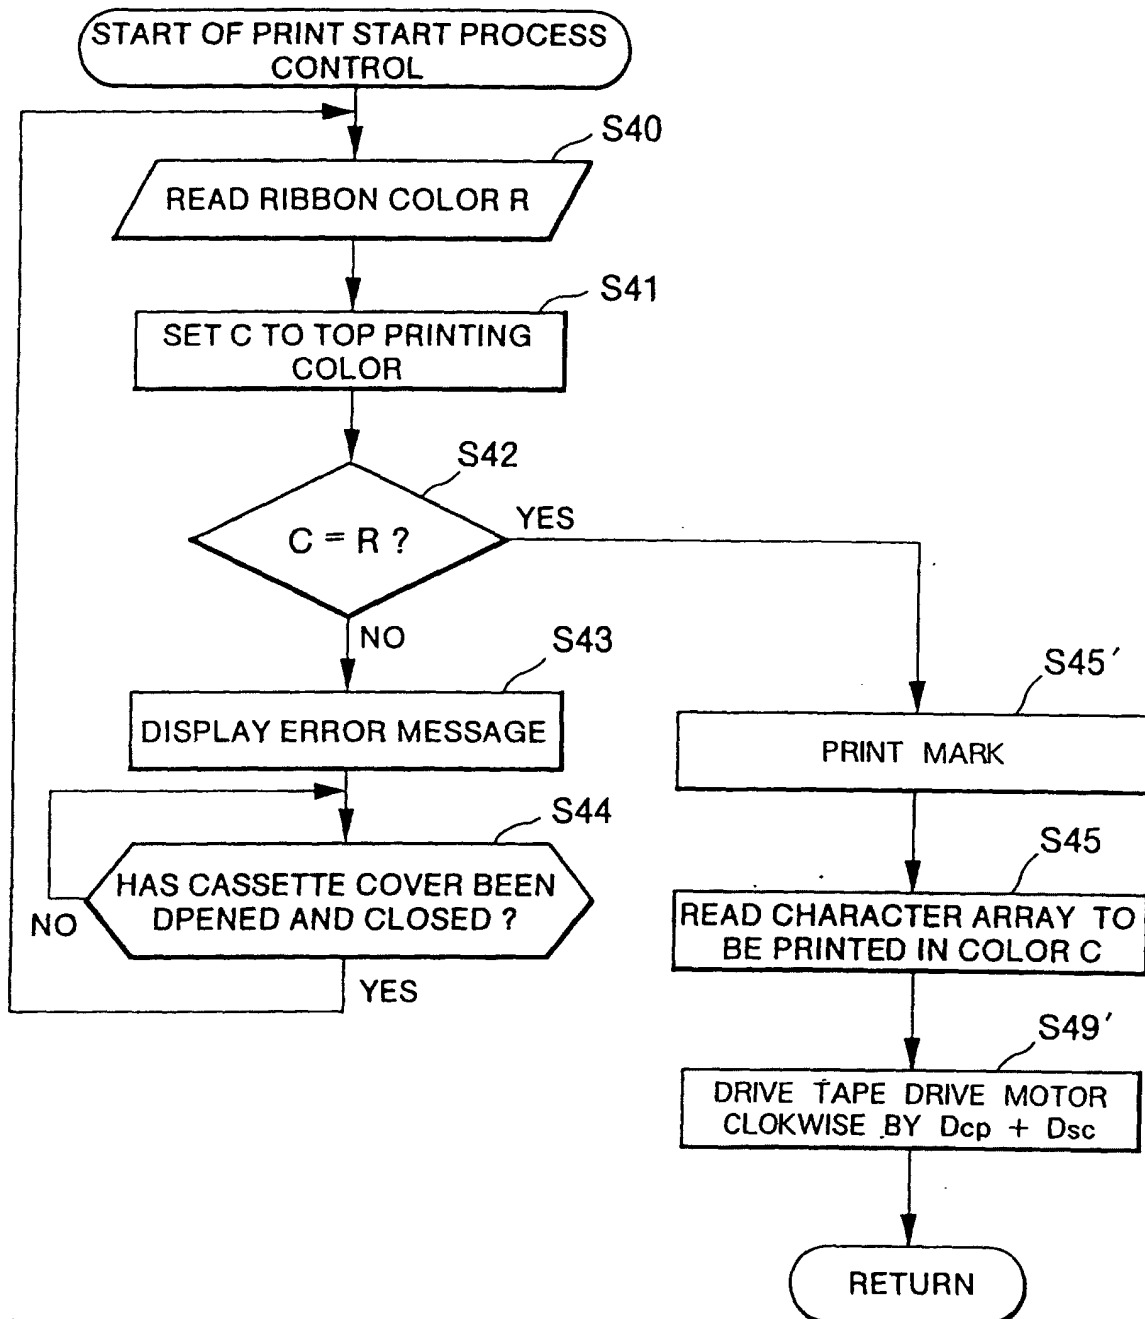 START OF PRINT START PROCESS
CONTROL
S40
READ RIBBON COLOR R
S41
SET C TO TOP PRINTING
COLOR
S42
C = R ?
YES
NO
S43
DISPLAY ERROR MESSAGE
S44
HAS CASSETTE COVER BEEN
DPENED AND CLOSED ?
NO
YES
S45'
PRINT MARK
S45
READ CHARACTER ARRAY TO
BE PRINTED IN COLOR C
S49'
DRIVE TAPE DRIVE MOTOR
CLOKWISE BY Dcp + Dsc
RETURN